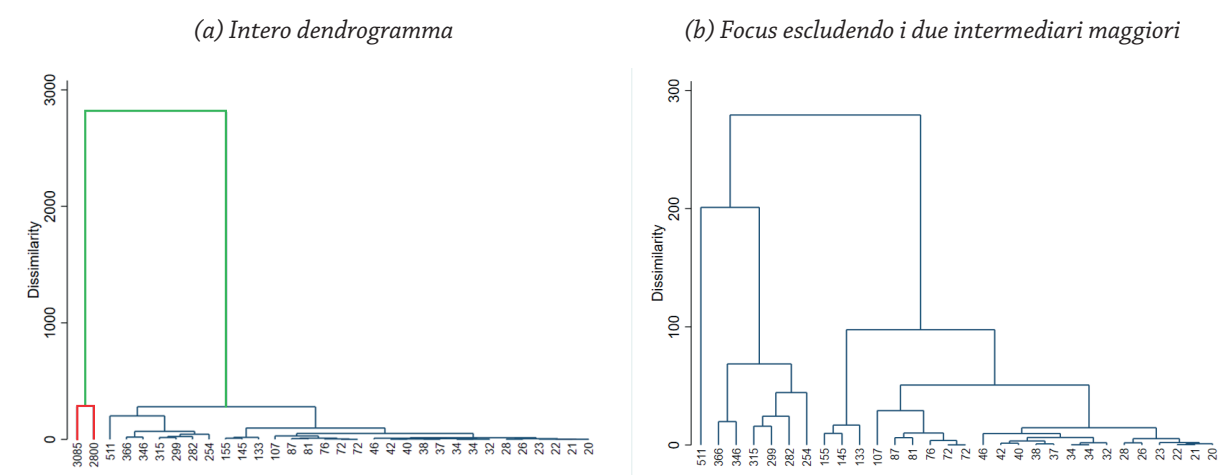 (a) Intero dendrogramma
(b) Focus escludendo i due intermediari maggiori
Dissimilarity
3000
2000
1000
0
3085 2800 511 366 346 315 299 282 254 155 145 133 107 87 81 76 72 72 46 42 40 38 37 34 34 32 28 26 23 22 21 20
Dissimilarity
300
200
100
0
511 366 346 315 299 282 254 155 145 133 107 87 81 76 72 72 46 42 40 38 37 34 34 32 28 26 23 22 21 20